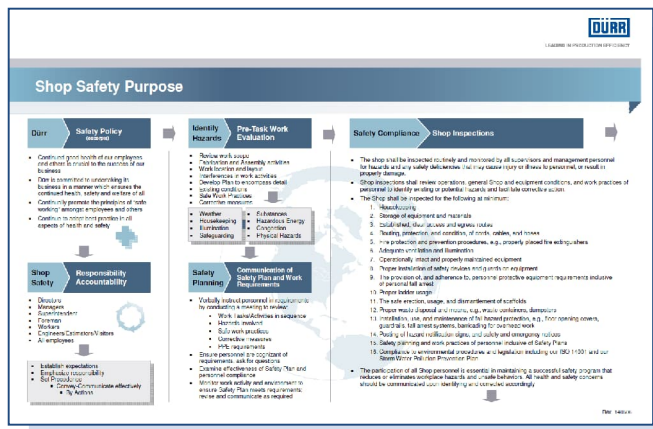 DÜRR
LEADER IN PRODUCTION EFFICIENCY
Shop Safety Purpose
Dürr
Safety Policy
(excerpts)
• Continued good health of our employees
and others is crucial to the success of our
business
• Dürr is committed to undertaking its
business in a manner which ensures the
continued health, safety and welfare of all
• Continually promote the principles of "safe
working" amongst employees and others
• Continue to adopt best practice in all
aspects of health and safety
Shop
Safety
Responsibility
Accountability
• Directors
• Managers
• Superintendent
• Foreman
• Workers
• Engineers/Estimators/Visitors
• All employees
• Establish expectations
• Emphasize responsibility
• Set Precedence
• Convey-Communicate effectively
• By Actions
Identify
Hazards
Pre-Task Work
Evaluation
• Review work scope
• Fabrication and Assembly activities
• Work location and layout
• Interferences in work activities
• Develop Plan to encompass detail
• Existing conditions
• Safe Work Practices
• Corrective measures
• Weather
• Housekeeping
• Illumination
• Safeguarding
• Substances
• Hazardous Energy
• Congestion
• Physical Hazards
Safety
Planning
Communication of
Safety Plan and Work
Requirements
• Verbally instruct personnel in requirements
by conducting a meeting to review:
• Work Tasks/Activities in sequence
• Hazards involved
• Safe work practices
• Corrective measures
• PPE requirements
• Ensure personnel are cognizant of
requirements, ask for questions
• Examine effectiveness of Safety Plan and
personnel compliance
• Monitor work activity and environment to
ensure Safety Plan meets requirements;
revise and communicate as required
Safety Compliance
Shop Inspections
• The shop shall be inspected routinely and monitored by all supervisors and management personnel
for hazards and any safety deficiencies that may cause injury or illness to personnel, or result in
property damage.
• Shop inspections shall review operations, general Shop and equipment conditions, and work practices of
personnel to identify existing or potential hazards and facilitate corrective action
• The Shop shall be inspected for the following at minimum:
1. Housekeeping
2. Storage of equipment and materials
3. Established, clear access and egress routes
4. Routing, protection, and condition, of cords, cables, and hoses
5. Fire protection and prevention procedures, e.g., properly placed fire extinguishers
6. Adequate ventilation and illumination
7. Operationally intact and properly maintained equipment
8. Proper installation of safety devices and guards on equipment
9. The provision of, and adherence by, personnel protective equipment requirements inclusive
of personal fall arrest
10. Proper ladder usage
11. The safe erection, usage, and dismantlement of scaffolds
12. Proper waste disposal and means, e.g., waste containers, dumpsters
13. Installation, use, and maintenance of fall hazard protection, e.g., floor opening covers,
guardrails, fall arrest systems, barricading for overhead work
14. Posting of hazard notification signs, and safety and emergency notices
15. Safety planning and work practices of personnel inclusive of Safety Plans
16. Compliance to environmental procedures and legislation including our ISO 14001 and our
Storm Water Pollution Prevention Plan
• The participation of all Shop personnel is essential in maintaining a successful safety program that
reduces or eliminates workplace hazards and unsafe behaviors. All health and safety concerns
should be communicated upon identifying and corrected accordingly
Rev.